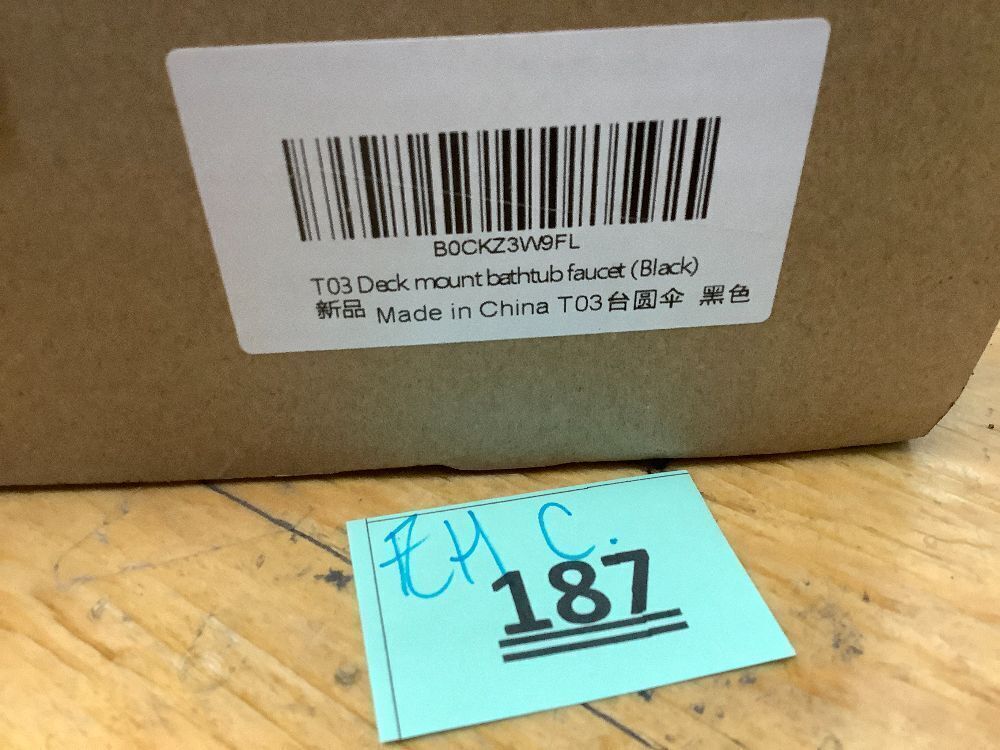 B0CKZ3W9FL
T03 Deck mount bathtub faucet (Black)
新品 Made in China T03台圆伞 黑色
C.
187